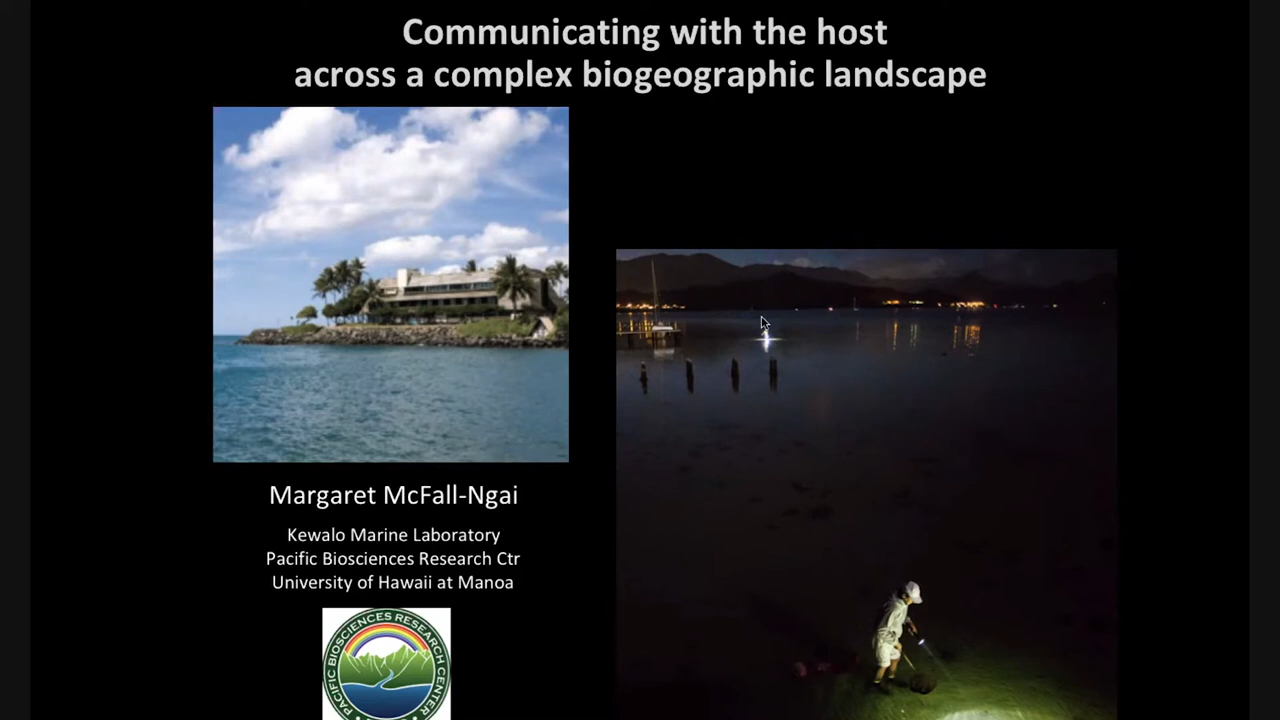 Communicating with the host
across a complex biogeographic landscape
Margaret McFall-Ngai
Kewalo Marine Laboratory
Pacific Biosciences Research Ctr
University of Hawaii at Manoa
PACIFIC BIOSCIENCES RESEARCH CENTER